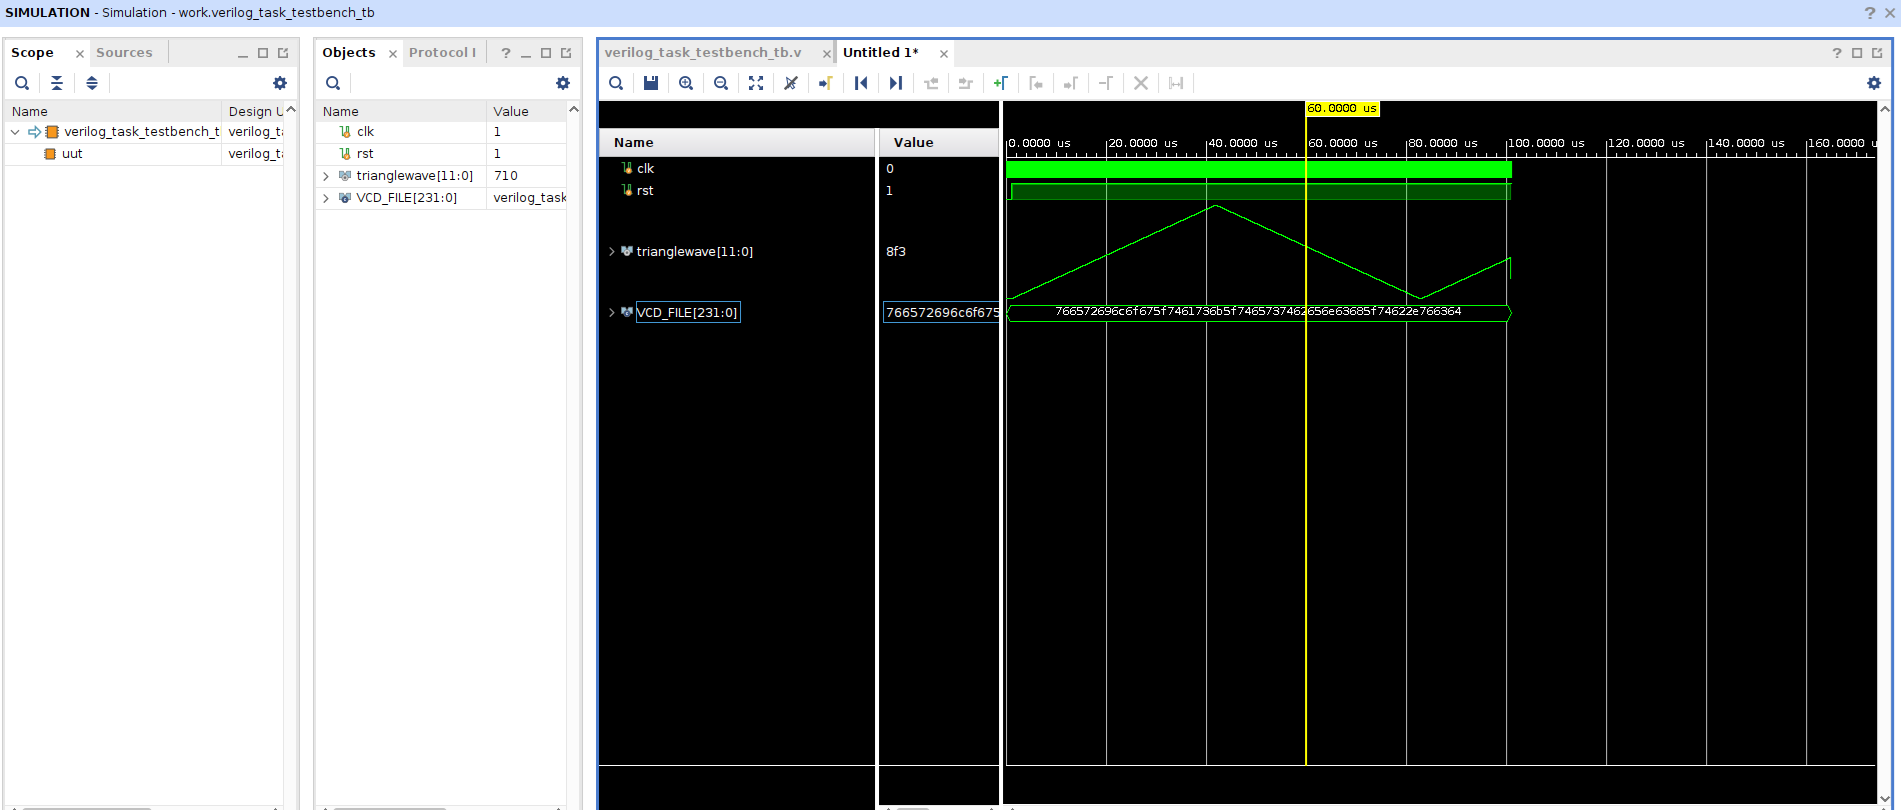 SIMULATION - Simulation - work.verilog_task_testbench_tb
? ×
Scope × Sources
Name Design U
verilog_task_testbench_t verilog_ta
uut verilog_ta
Objects × Protocol I ?
Name Value
clk 1
rst 1
trianglewave[11:0] 710
VCD_FILE[231:0] verilog_task
verilog_task_testbench_tb.v × Untitled 1* × ?
60.0000 us
Name Value
0.0000 us 20.0000 us 40.0000 us 60.0000 us 80.0000 us 100.0000 us 120.0000 us 140.0000 us 160.0000 u
clk 0
rst 1
trianglewave[11:0] 8f3
VCD_FILE[231:0] 766572696c6f675 766572696c6f675f7461736b5f7465737462656e63685f74622e766364